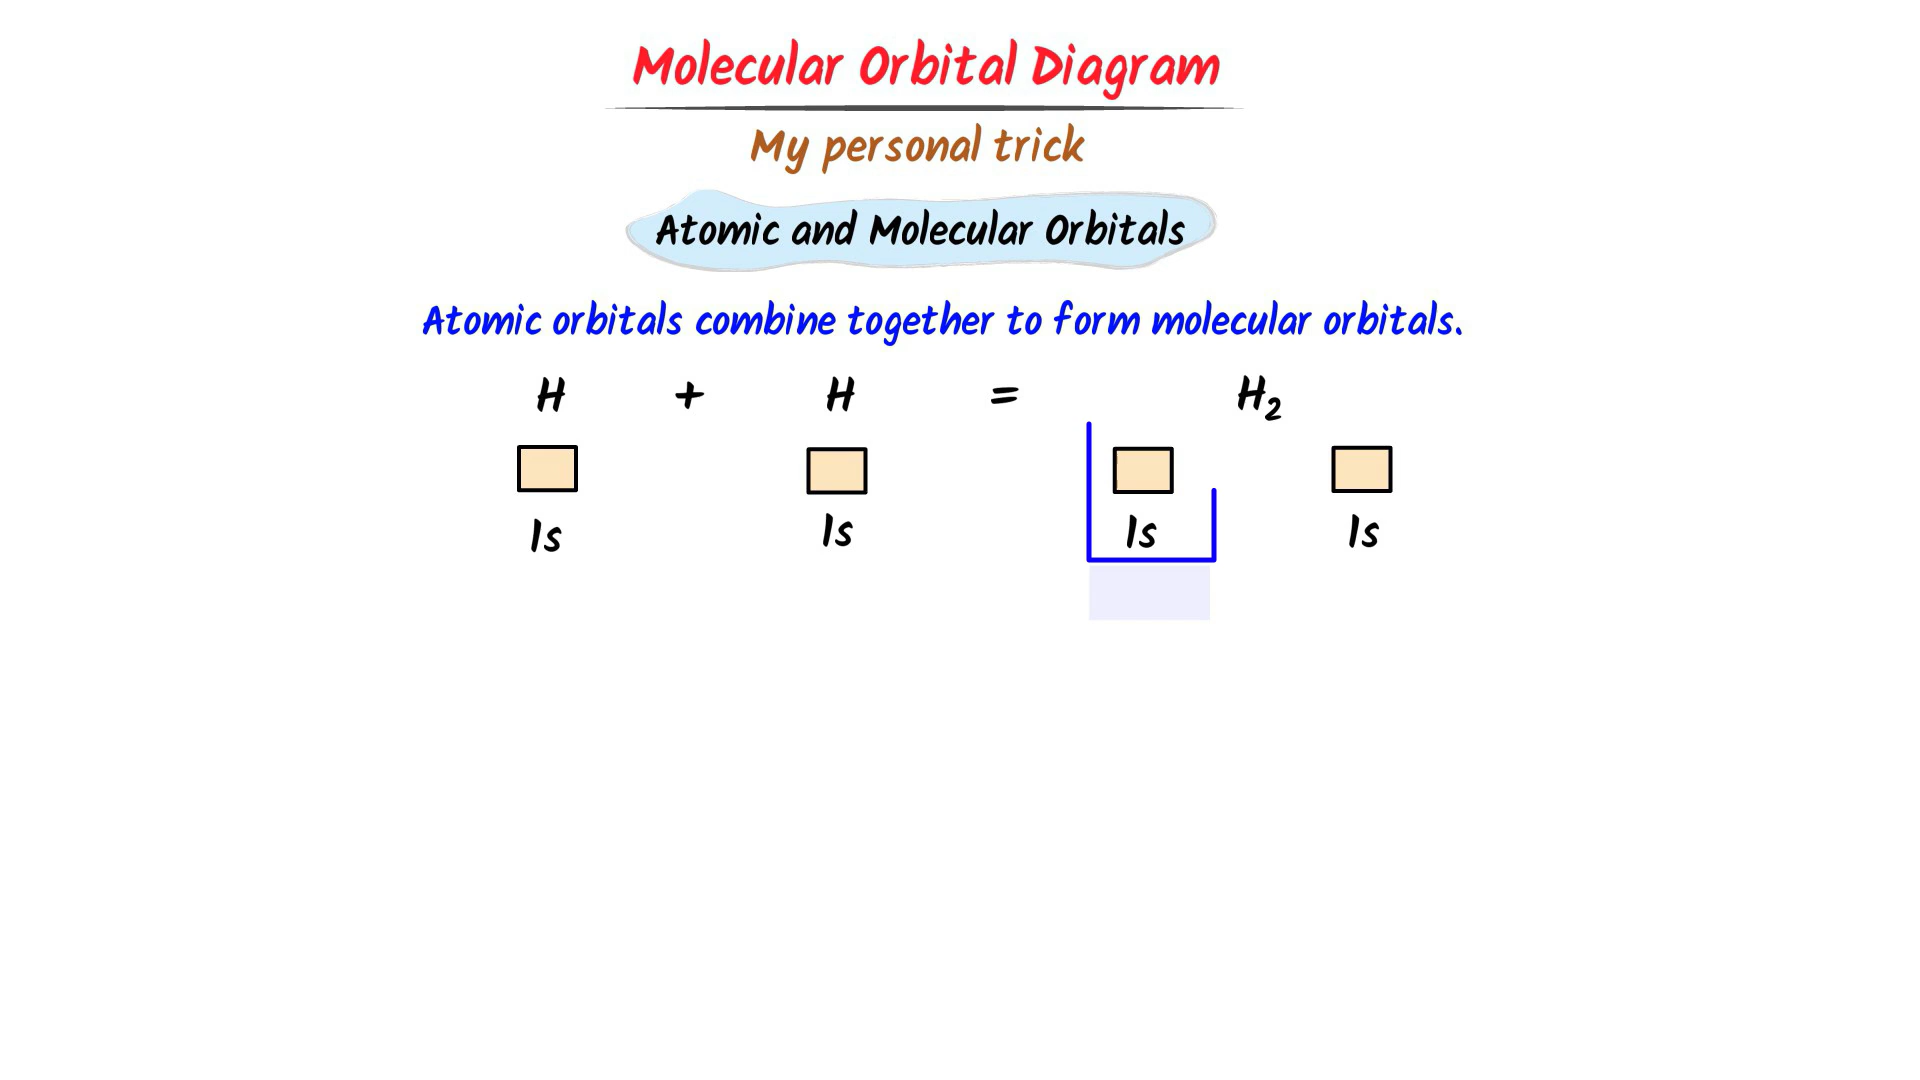 Molecular Orbital Diagram
My personal trick
Atomic and Molecular Orbitals
Atomic orbitals combine together to form molecular orbitals.
H + H = H₂
1s 1s 1s 1s